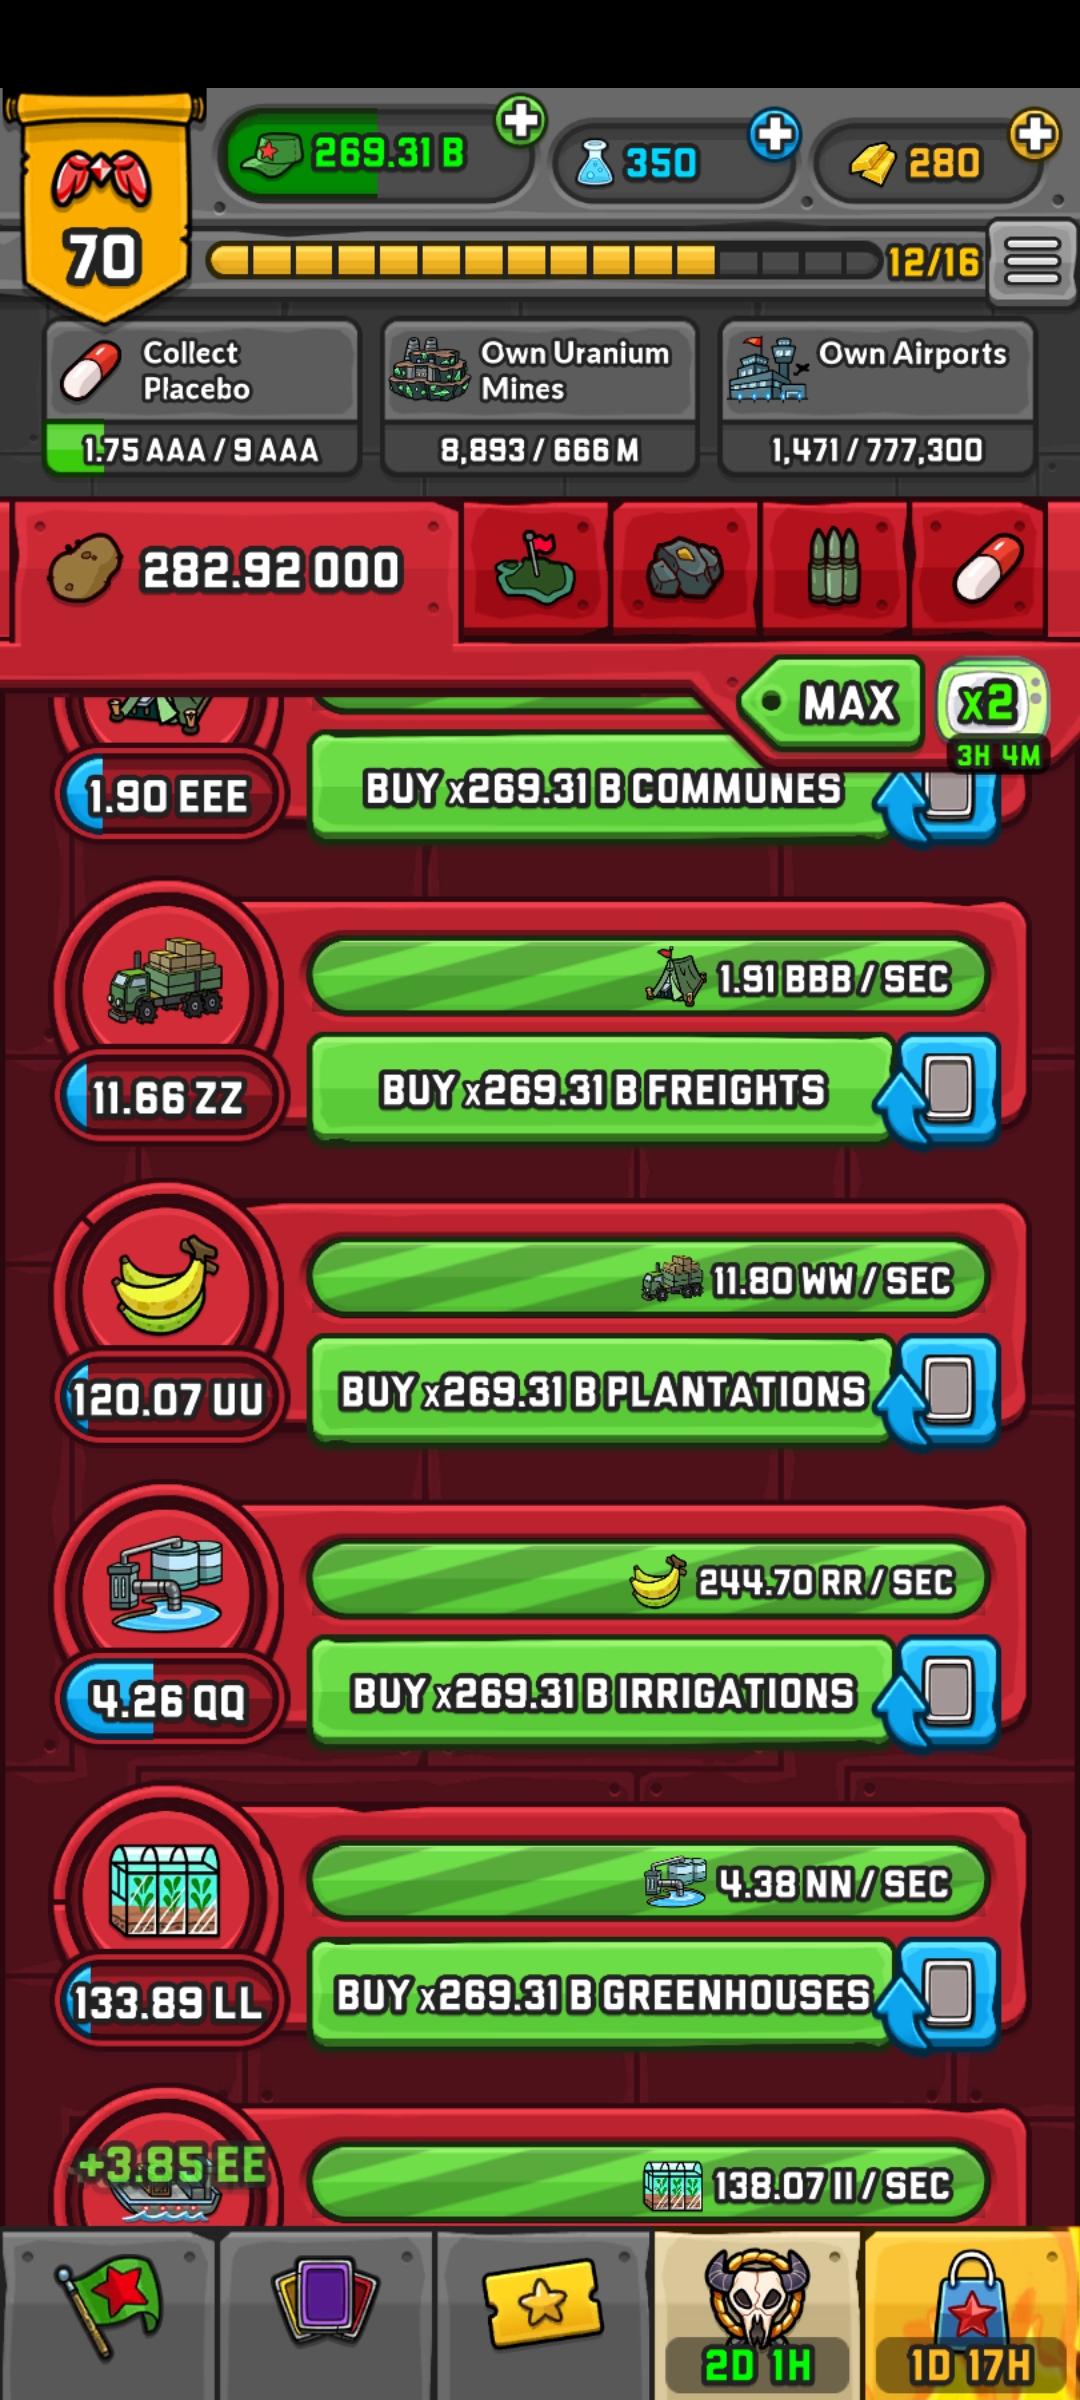 70
269.31 B
350
280
12/16
Collect
Placebo
1.75 AAA / 9 AAA
Own Uranium
Mines
8,893 / 666 M
Own Airports
1,471 / 777,300
282.92 OOO
MAX
x2
3H 4M
1.90 EEE
BUY x269.31 B COMMUNES
1.91 BBB / SEC
11.66 ZZ
BUY x269.31 B FREIGHTS
11.80 WW / SEC
120.07 UU
BUY x269.31 B PLANTATIONS
244.70 RR / SEC
4.26 QQ
BUY x269.31 B IRRIGATIONS
4.38 NN / SEC
133.89 LL
BUY x269.31 B GREENHOUSES
+3.85 EE
138.07 II / SEC
2D 1H
1D 17H